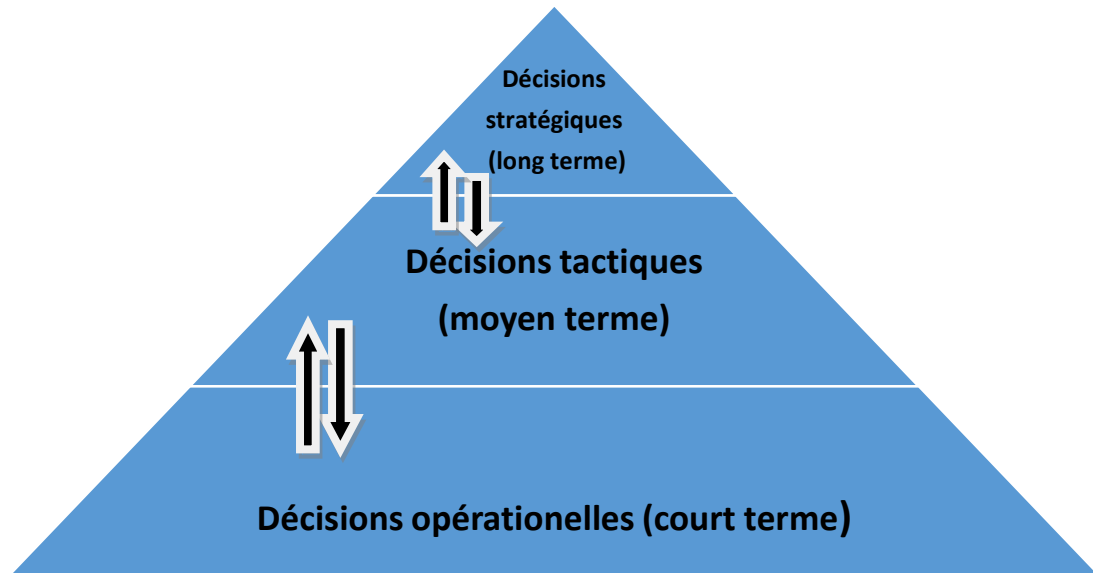 Décisions
stratégiques
(long terme)
Décisions tactiques
(moyen terme)
Décisions opérationelles (court terme)